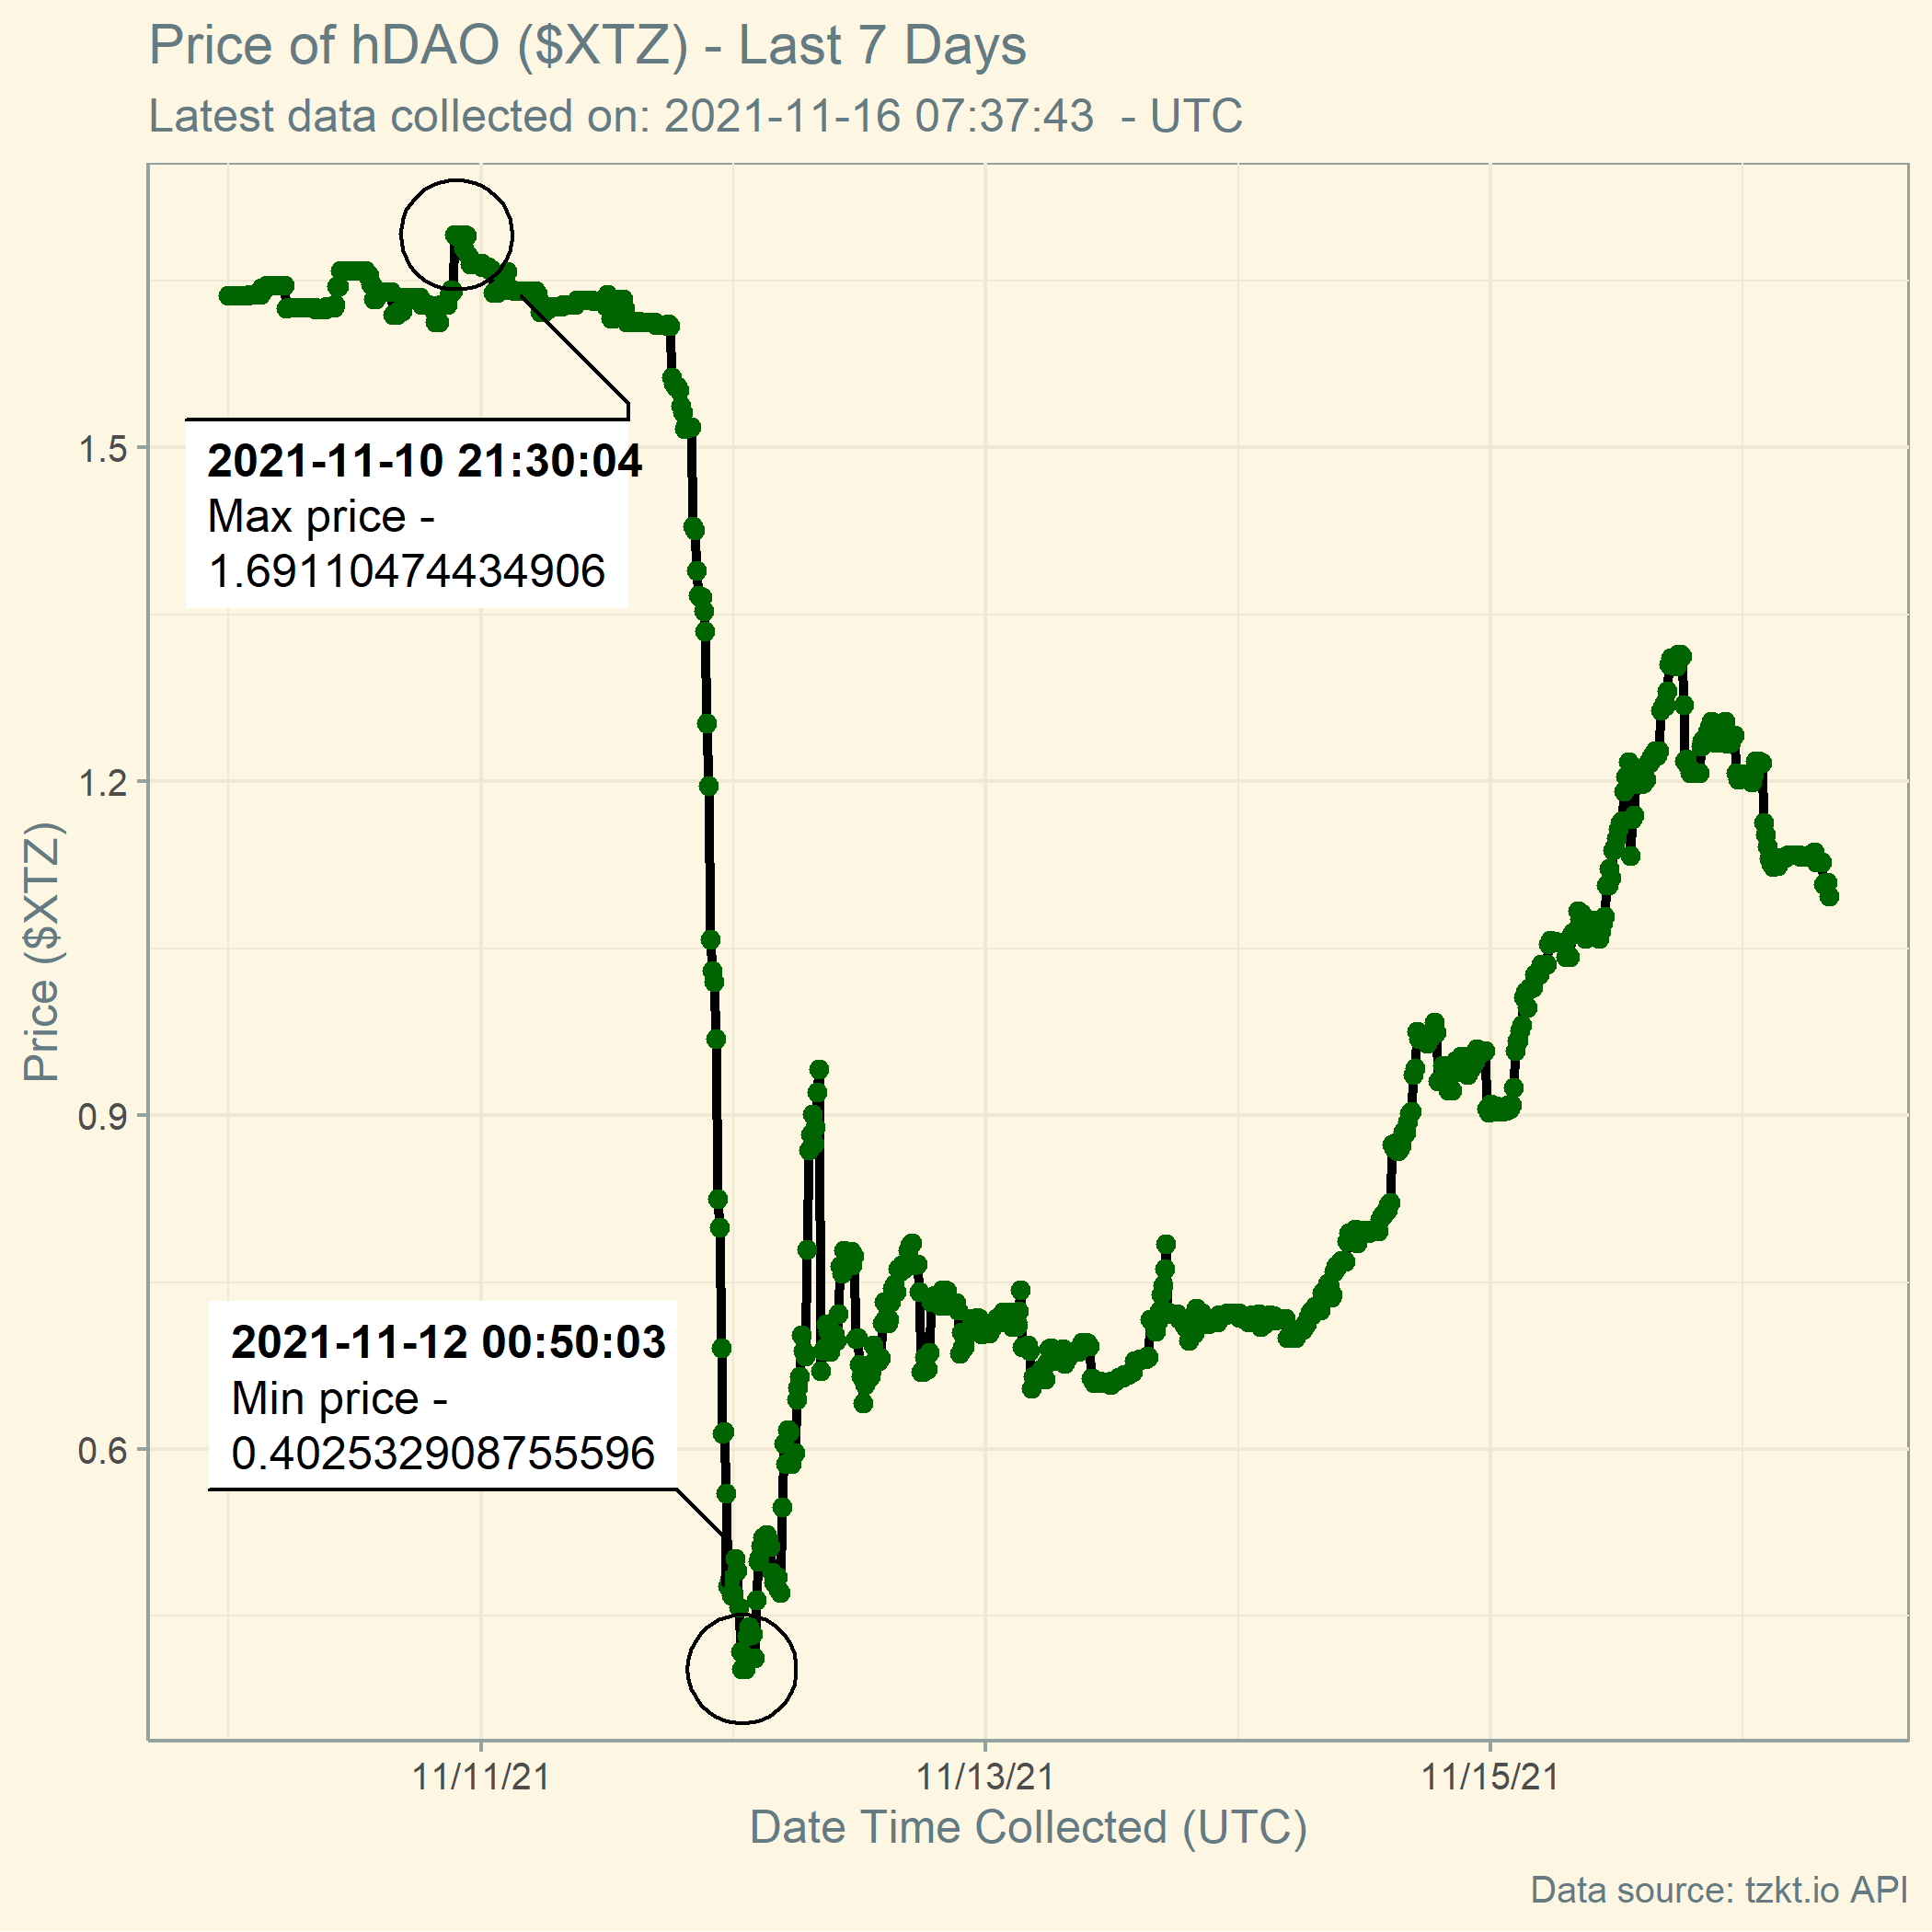 Price of hDAO ($XTZ) - Last 7 Days
Latest data collected on: 2021-11-16 07:37:43  - UTC
2021-11-10 21:30:04
Max price -
1.69110474434906
2021-11-12 00:50:03
Min price -
0.402532908755596
Price ($XTZ)
1.5
1.2
0.9
0.6
11/11/21
11/13/21
11/15/21
Date Time Collected (UTC)
Data source: tzkt.io API